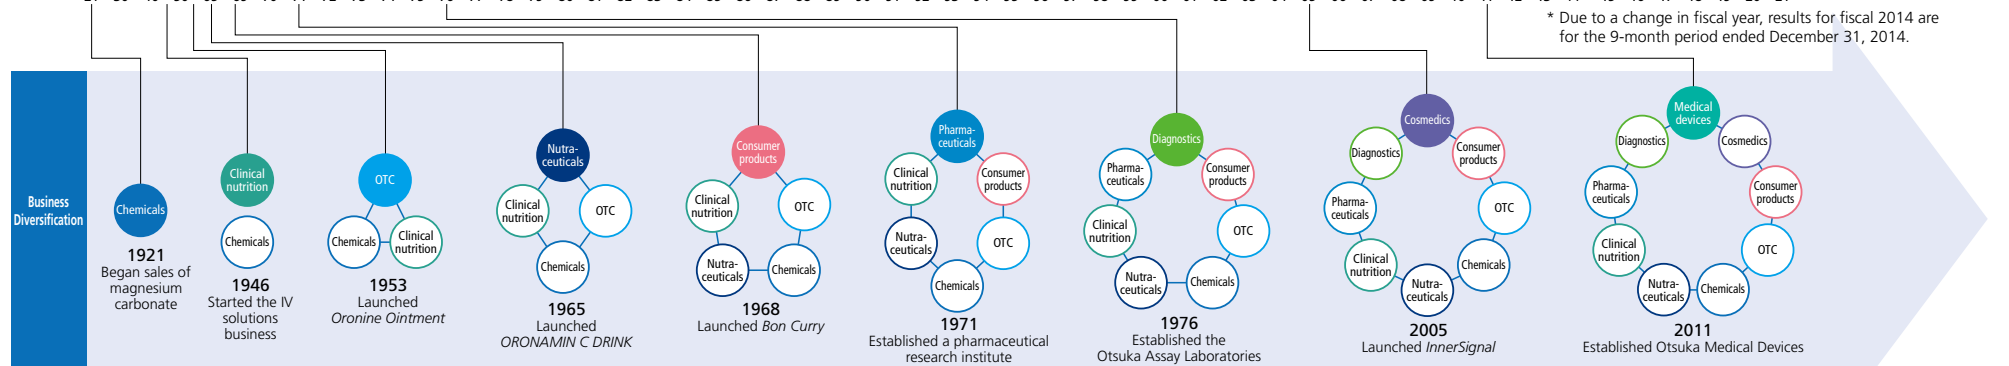 * Due to a change in fiscal year, results for fiscal 2014 are
for the 9-month period ended December 31, 2014.
Business
Diversification
Chemicals
1921
Began sales of
magnesium
carbonate
Clinical
nutrition
Chemicals
1946
Started the IV
solutions
business
OTC
Chemicals
Clinical
nutrition
1953
Launched
Oronine Ointment
Nutra-
ceuticals
Clinical
nutrition
OTC
Chemicals
1965
Launched
ORONAMIN C DRINK
Consumer
products
Clinical
nutrition
OTC
Nutra-
ceuticals
Chemicals
1968
Launched Bon Curry
Pharma-
ceuticals
Clinical
nutrition
Consumer
products
Nutra-
ceuticals
OTC
Chemicals
1971
Established a pharmaceutical
research institute
Diagnostics
Pharma-
ceuticals
Consumer
products
Clinical
nutrition
OTC
Nutra-
ceuticals
Chemicals
1976
Established the
Otsuka Assay Laboratories
Cosmedics
Diagnostics
Consumer
products
Pharma-
ceuticals
OTC
Clinical
nutrition
Chemicals
Nutra-
ceuticals
2005
Launched InnerSignal
Medical
devices
Diagnostics
Cosmedics
Pharma-
ceuticals
Consumer
products
Clinical
nutrition
OTC
Nutra-
ceuticals
Chemicals
2011
Established Otsuka Medical Devices